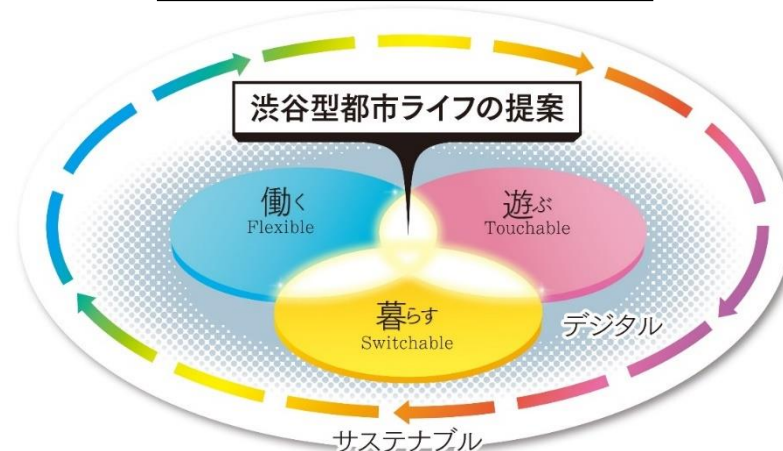 渋谷型都市ライフの提案
働く
Flexible
遊ぶ
Touchable
暮らす
Switchable
デジタル
サステナブル